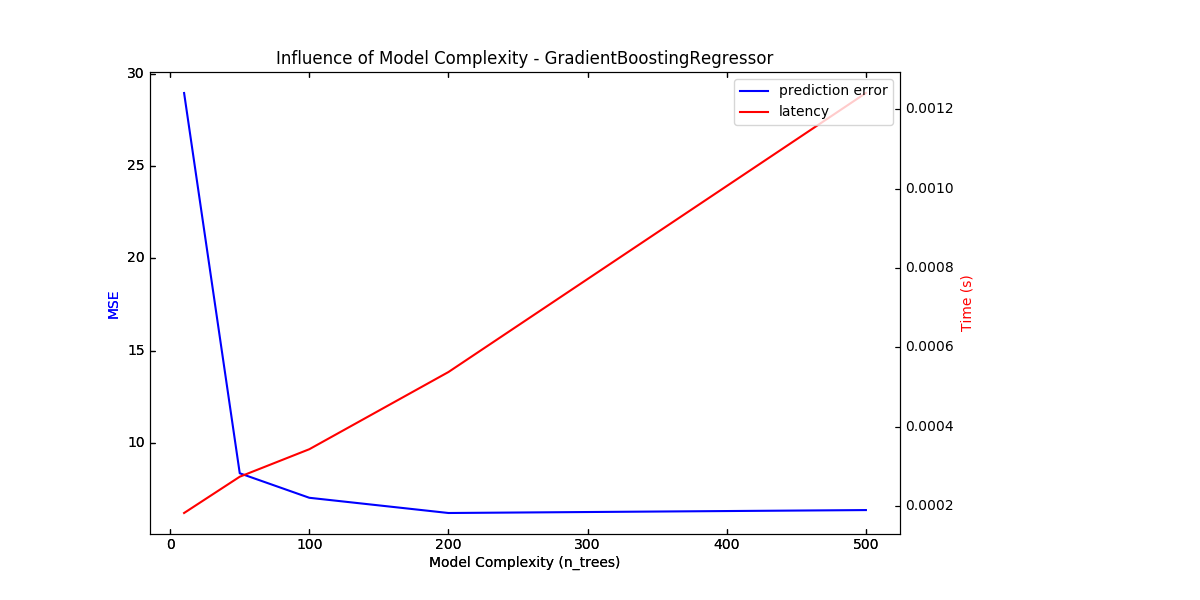 Influence of Model Complexity - GradientBoostingRegressor
prediction error
latency
30
25
20
15
10
MSE
0.0012
0.0010
0.0008
0.0006
0.0004
0.0002
Time (s)
0 100 200 300 400 500
Model Complexity (n_trees)